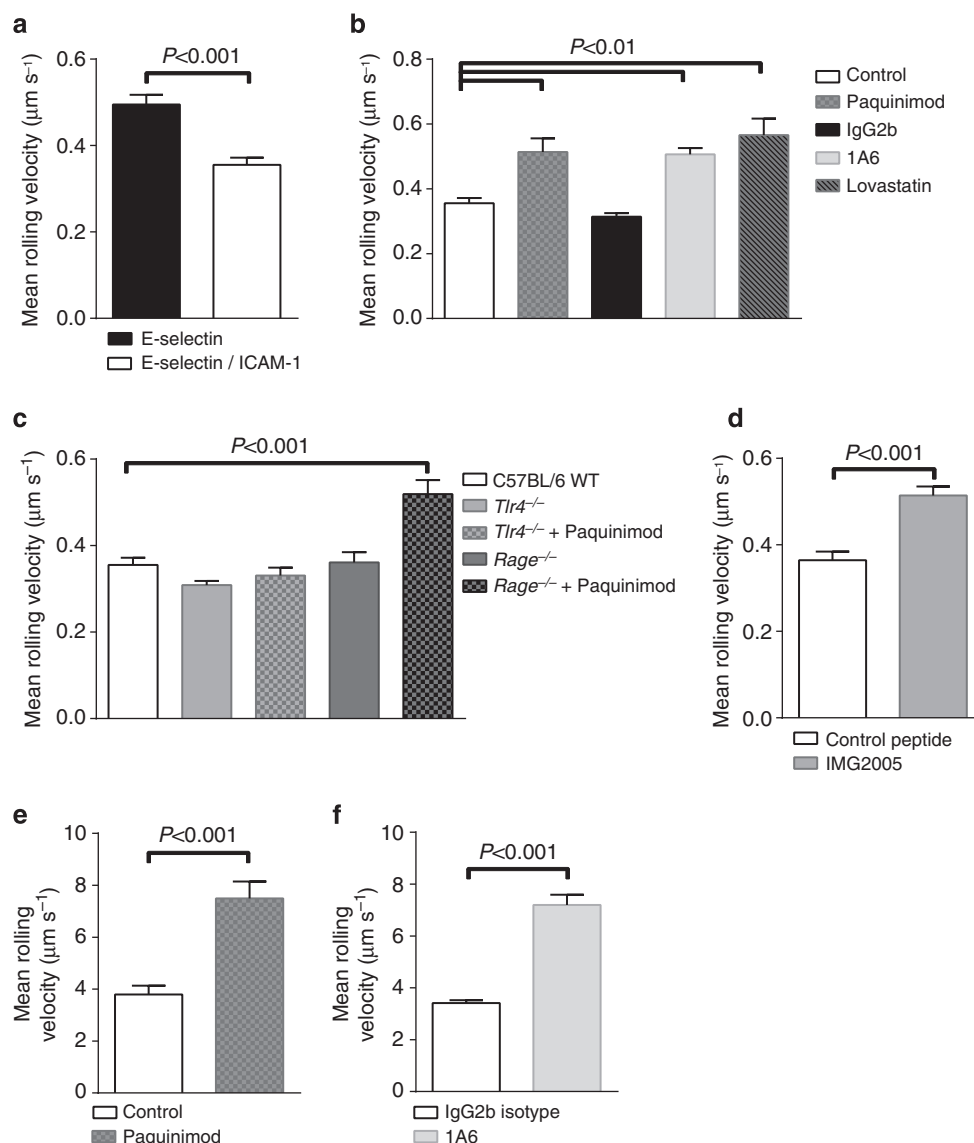 a
P<0.001
Mean rolling velocity (μm s⁻¹)
0.6
0.4
0.2
0.0
E-selectin
E-selectin / ICAM-1
b
P<0.01
Mean rolling velocity (μm s⁻¹)
0.8
0.6
0.4
0.2
0.0
Control
Paquinimod
IgG2b
1A6
Lovastatin
c
P<0.001
Mean rolling velocity (μm s⁻¹)
0.6
0.4
0.2
0.0
C57BL/6 WT
Tlr4⁻/⁻
Tlr4⁻/⁻ + Paquinimod
Rage⁻/⁻
Rage⁻/⁻ + Paquinimod
d
P<0.001
Mean rolling velocity (μm s⁻¹)
0.6
0.4
0.2
0.0
Control peptide
IMG2005
e
P<0.001
Mean rolling
velocity (μm s⁻¹)
10
8
6
4
2
0
Control
Paquinimod
f
P<0.001
Mean rolling
velocity (μm s⁻¹)
10
8
6
4
2
0
IgG2b isotype
1A6